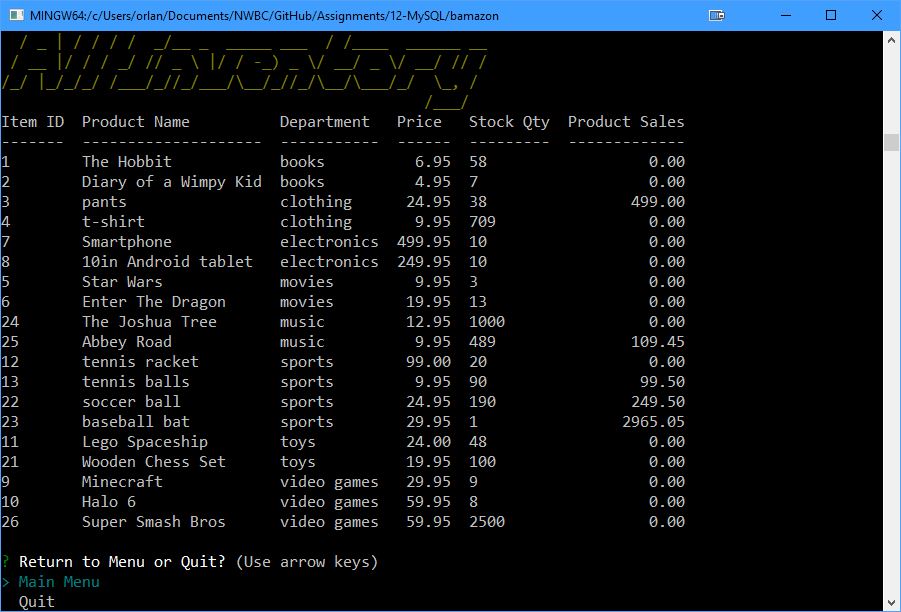 MINGW64:/c/Users/orlan/Documents/NWBC/GitHub/Assignments/12-MySQL/bamazon
Item ID  Product Name          Department   Price   Stock Qty  Product Sales
-------  --------------------  -----------  ------  ---------  -------------
1        The Hobbit            books          6.95  58                  0.00
2        Diary of a Wimpy Kid  books          4.95  7                   0.00
3        pants                 clothing      24.95  38                499.00
4        t-shirt               clothing       9.95  709                 0.00
7        Smartphone            electronics  499.95  10                  0.00
8        10in Android tablet   electronics  249.95  10                  0.00
5        Star Wars             movies         9.95  3                   0.00
6        Enter The Dragon      movies        19.95  13                  0.00
24       The Joshua Tree       music         12.95  1000                0.00
25       Abbey Road            music          9.95  489               109.45
12       tennis racket         sports        99.00  20                  0.00
13       tennis balls          sports         9.95  90                 99.50
22       soccer ball           sports        24.95  190               249.50
23       baseball bat          sports        29.95  1                2965.05
11       Lego Spaceship        toys          24.00  48                  0.00
21       Wooden Chess Set      toys          19.95  100                 0.00
9        Minecraft             video games   29.95  9                   0.00
10       Halo 6                video games   59.95  8                   0.00
26       Super Smash Bros      video games   59.95  2500                0.00
? Return to Menu or Quit? (Use arrow keys)
> Main Menu
  Quit